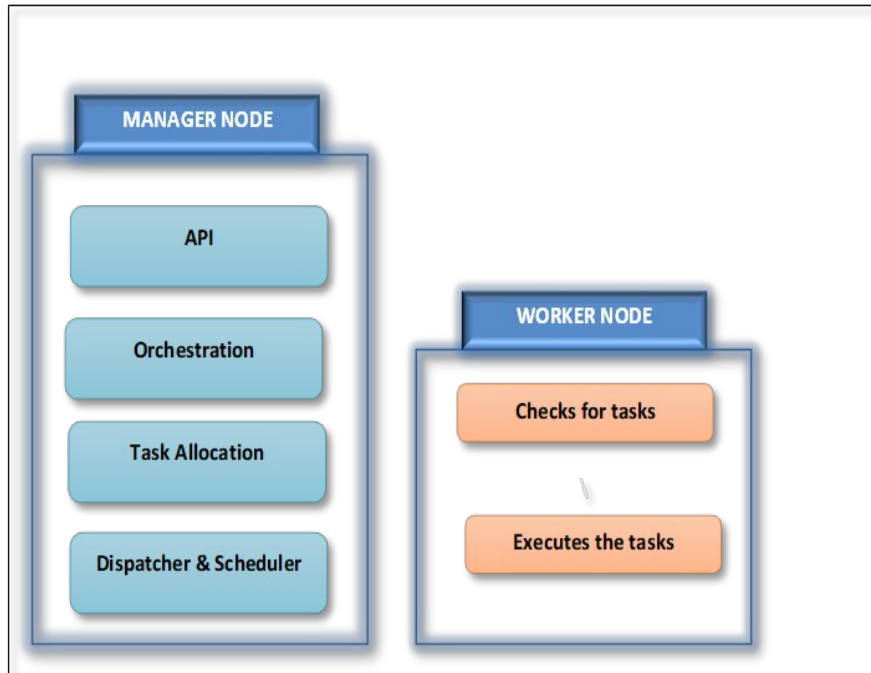 MANAGER NODE
API
Orchestration
Task Allocation
Dispatcher & Scheduler
WORKER NODE
Checks for tasks
Executes the tasks